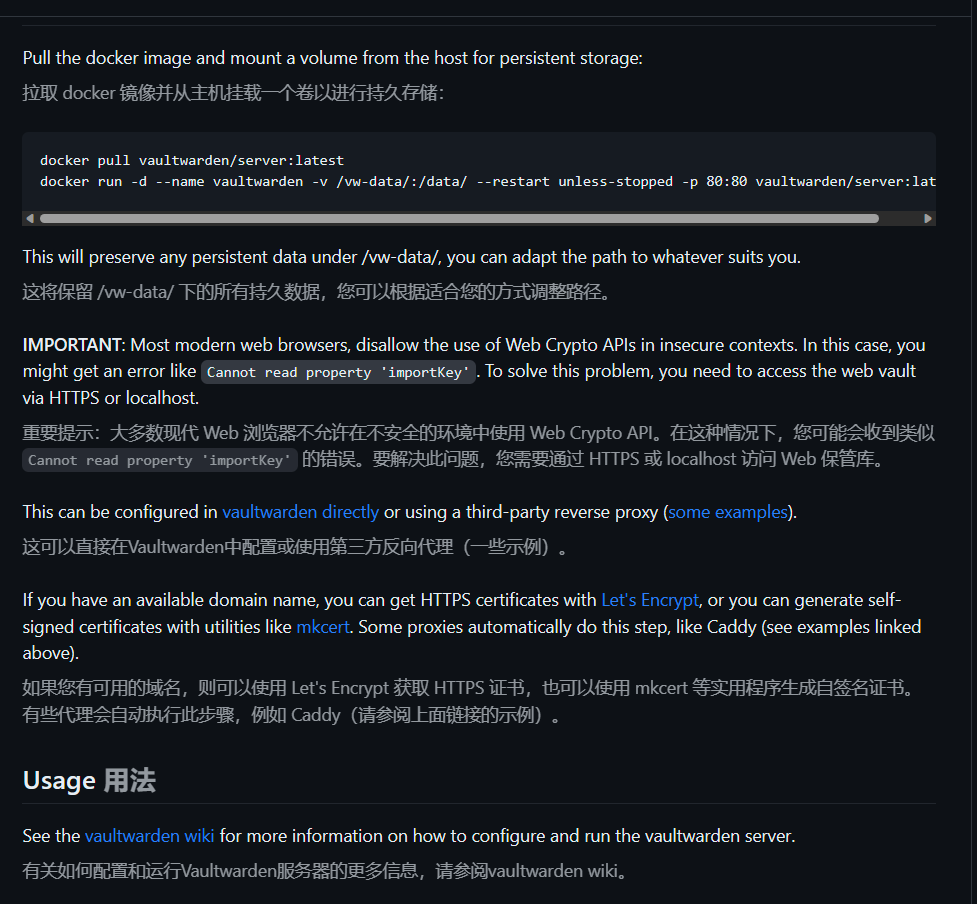 Pull the docker image and mount a volume from the host for persistent storage:
拉取 docker 镜像并从主机挂载一个卷以进行持久存储：
docker pull vaultwarden/server:latest
docker run -d --name vaultwarden -v /vw-data/:/data/ --restart unless-stopped -p 80:80 vaultwarden/server:lat
This will preserve any persistent data under /vw-data/, you can adapt the path to whatever suits you.
这将保留 /vw-data/ 下的所有持久数据，您可以根据适合您的方式调整路径。
IMPORTANT: Most modern web browsers, disallow the use of Web Crypto APIs in insecure contexts. In this case, you
might get an error like Cannot read property 'importKey'. To solve this problem, you need to access the web vault
via HTTPS or localhost.
重要提示：大多数现代 Web 浏览器不允许在不安全的环境中使用 Web Crypto API。在这种情况下，您可能会收到类似
Cannot read property 'importKey' 的错误。要解决此问题，您需要通过 HTTPS 或 localhost 访问 Web 保管库。
This can be configured in vaultwarden directly or using a third-party reverse proxy (some examples).
这可以直接在Vaultwarden中配置或使用第三方反向代理（一些示例）。
If you have an available domain name, you can get HTTPS certificates with Let's Encrypt, or you can generate self-
signed certificates with utilities like mkcert. Some proxies automatically do this step, like Caddy (see examples linked
above).
如果您有可用的域名，则可以使用 Let's Encrypt 获取 HTTPS 证书，也可以使用 mkcert 等实用程序生成自签名证书。
有些代理会自动执行此步骤，例如 Caddy（请参阅上面链接的示例）。
Usage 用法
See the vaultwarden wiki for more information on how to configure and run the vaultwarden server.
有关如何配置和运行Vaultwarden服务器的更多信息，请参阅vaultwarden wiki。